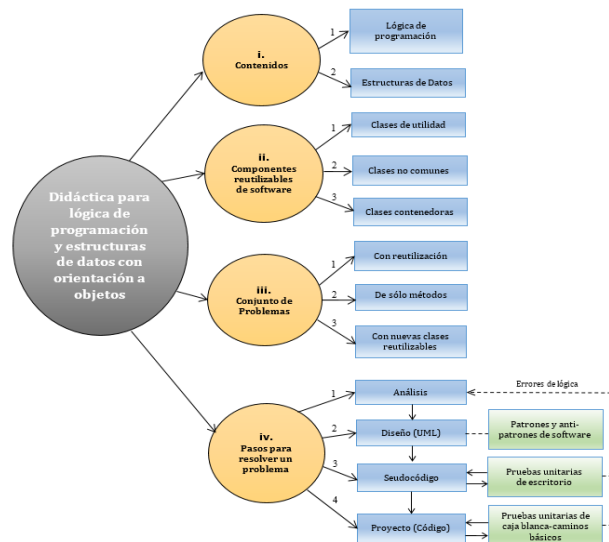 Didáctica para
lógica de
programación
y estructuras
de datos con
orientación a
objetos
i.
Contenidos
1
Lógica de
programación
2
Estructuras de Datos
ii.
Componentes
reutilizables
de software
1
Clases de utilidad
2
Clases no comunes
3
Clases contenedoras
iii.
Conjunto de
Problemas
1
Con reutilización
2
De sólo métodos
3
Con nuevas clases
reutilizables
iv.
Pasos para
resolver un
problema
1
Análisis
Errores de lógica
2
Diseño (UML)
Patrones y anti-
patrones de software
3
Seudocódigo
Pruebas unitarias
de escritorio
4
Proyecto (Código)
Pruebas unitarias de
caja blanca-caminos
básicos